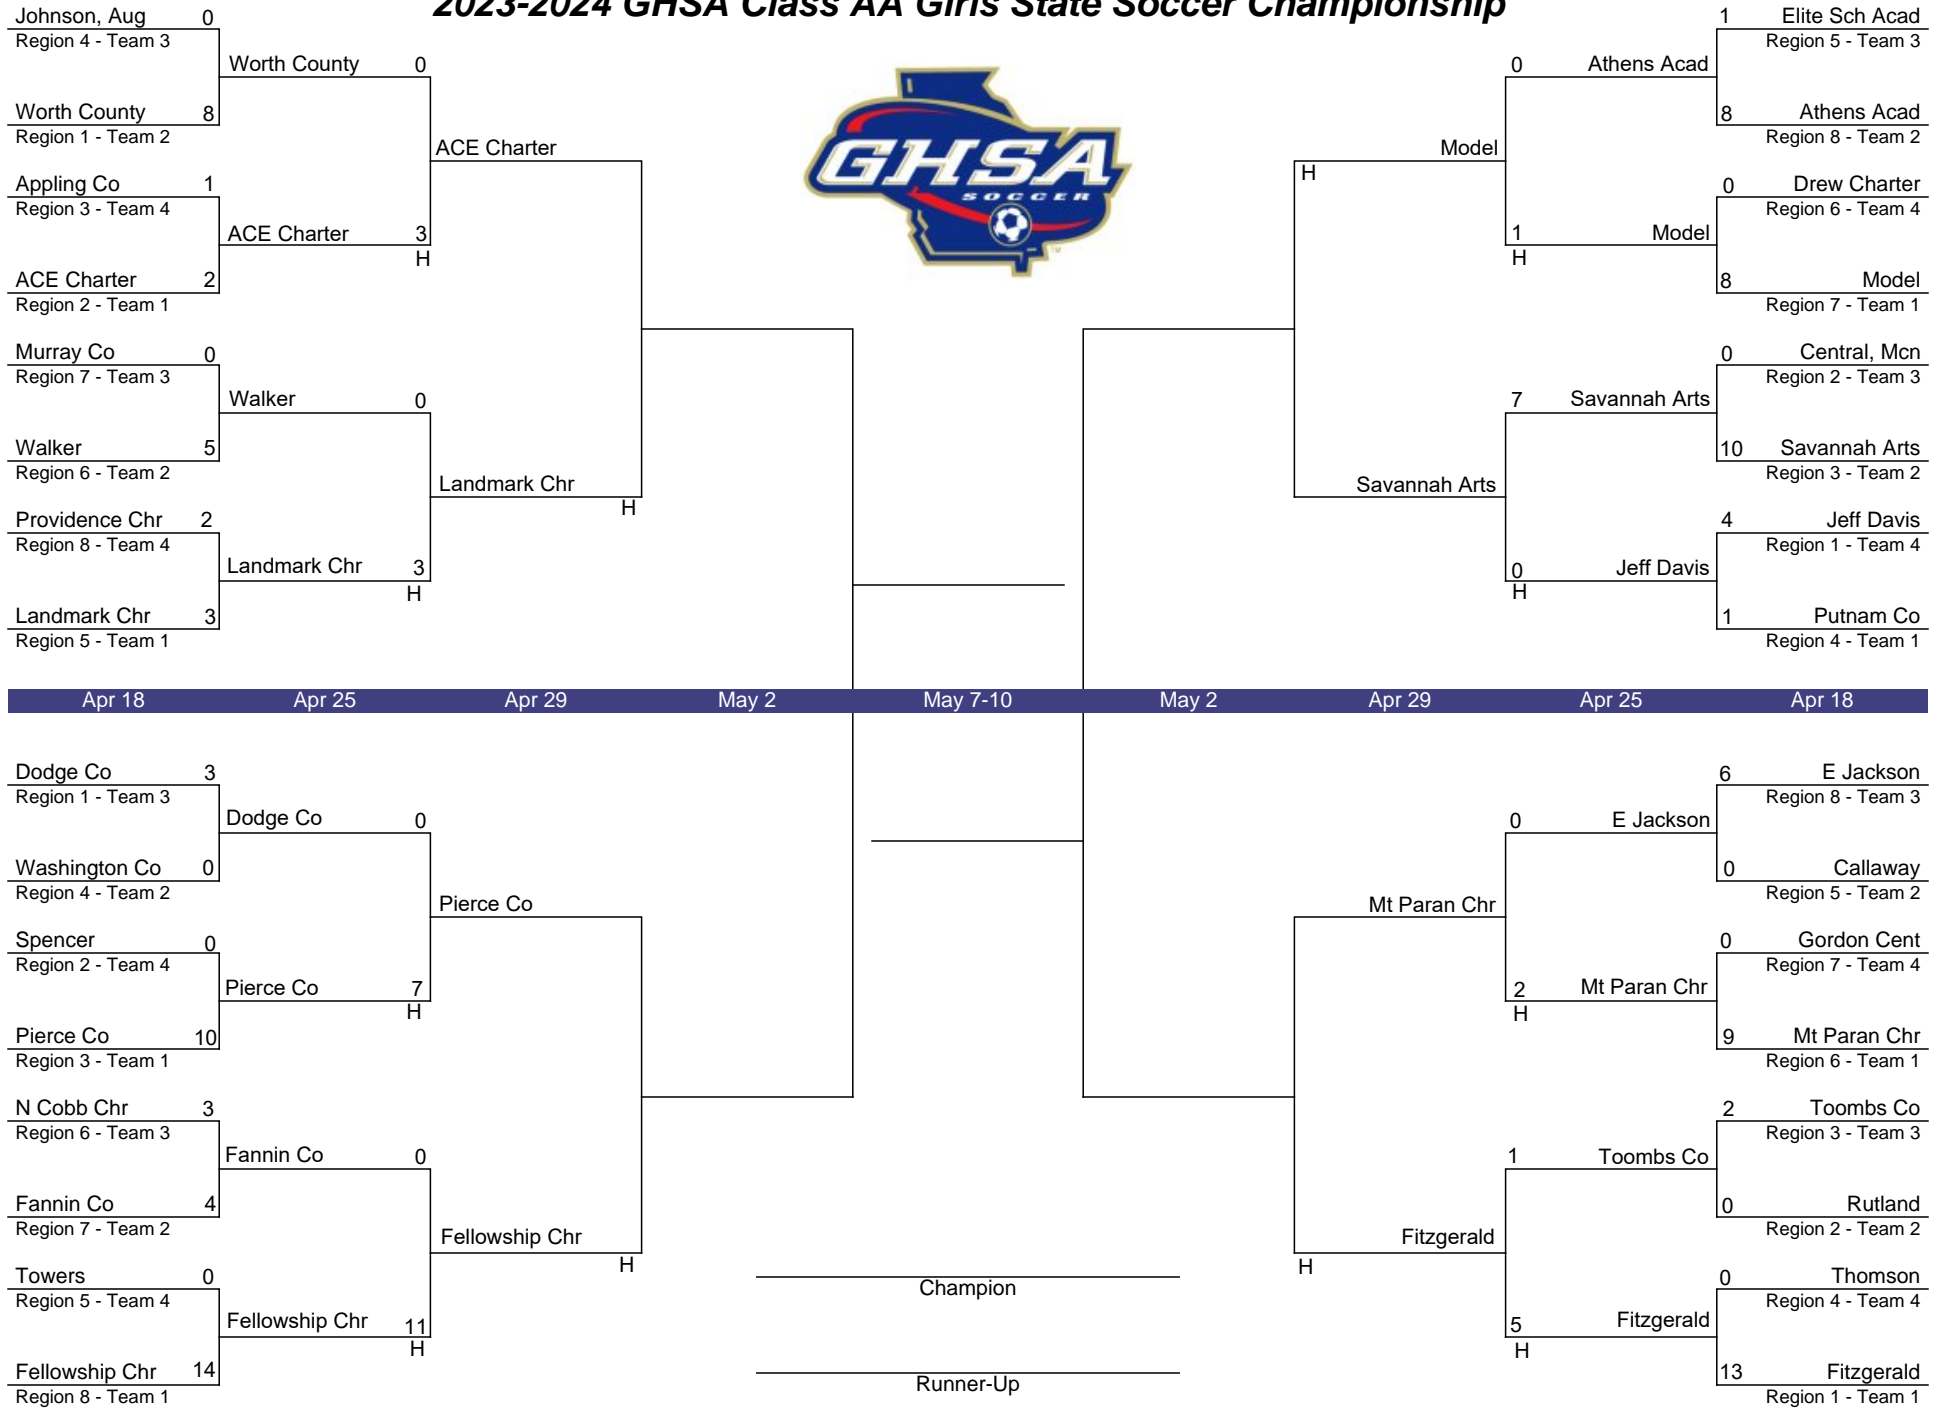 2023-2024 GHSA Class AA Girls State Soccer Championship
Johnson, Aug 0
Region 4 - Team 3
Worth County 0
Worth County 8
Region 1 - Team 2
ACE Charter
Appling Co 1
Region 3 - Team 4
ACE Charter 3
H
ACE Charter 2
Region 2 - Team 1
Murray Co 0
Region 7 - Team 3
Walker 0
Walker 5
Region 6 - Team 2
Landmark Chr
H
Providence Chr 2
Region 8 - Team 4
Landmark Chr 3
H
Landmark Chr 3
Region 5 - Team 1
GHSA
SOCCER
1 Elite Sch Acad
Region 5 - Team 3
0 Athens Acad
8 Athens Acad
Region 8 - Team 2
Model
H
0 Drew Charter
Region 6 - Team 4
1 Model
H
8 Model
Region 7 - Team 1
0 Central, Mcn
Region 2 - Team 3
7 Savannah Arts
10 Savannah Arts
Region 3 - Team 2
Savannah Arts
4 Jeff Davis
Region 1 - Team 4
0 Jeff Davis
H
1 Putnam Co
Region 4 - Team 1
Apr 18 Apr 25 Apr 29 May 2 May 7-10 May 2 Apr 29 Apr 25 Apr 18
Dodge Co 3
Region 1 - Team 3
Dodge Co 0
Washington Co 0
Region 4 - Team 2
Pierce Co
Spencer 0
Region 2 - Team 4
Pierce Co 7
H
Pierce Co 10
Region 3 - Team 1
N Cobb Chr 3
Region 6 - Team 3
Fannin Co 0
Fannin Co 4
Region 7 - Team 2
Fellowship Chr
H
Towers 0
Region 5 - Team 4
Fellowship Chr 11
H
Fellowship Chr 14
Region 8 - Team 1
Champion
Runner-Up
6 E Jackson
Region 8 - Team 3
0 E Jackson
0 Callaway
Region 5 - Team 2
Mt Paran Chr
0 Gordon Cent
Region 7 - Team 4
2 Mt Paran Chr
H
9 Mt Paran Chr
Region 6 - Team 1
2 Toombs Co
Region 3 - Team 3
1 Toombs Co
0 Rutland
Region 2 - Team 2
Fitzgerald
H
0 Thomson
Region 4 - Team 4
5 Fitzgerald
H
13 Fitzgerald
Region 1 - Team 1